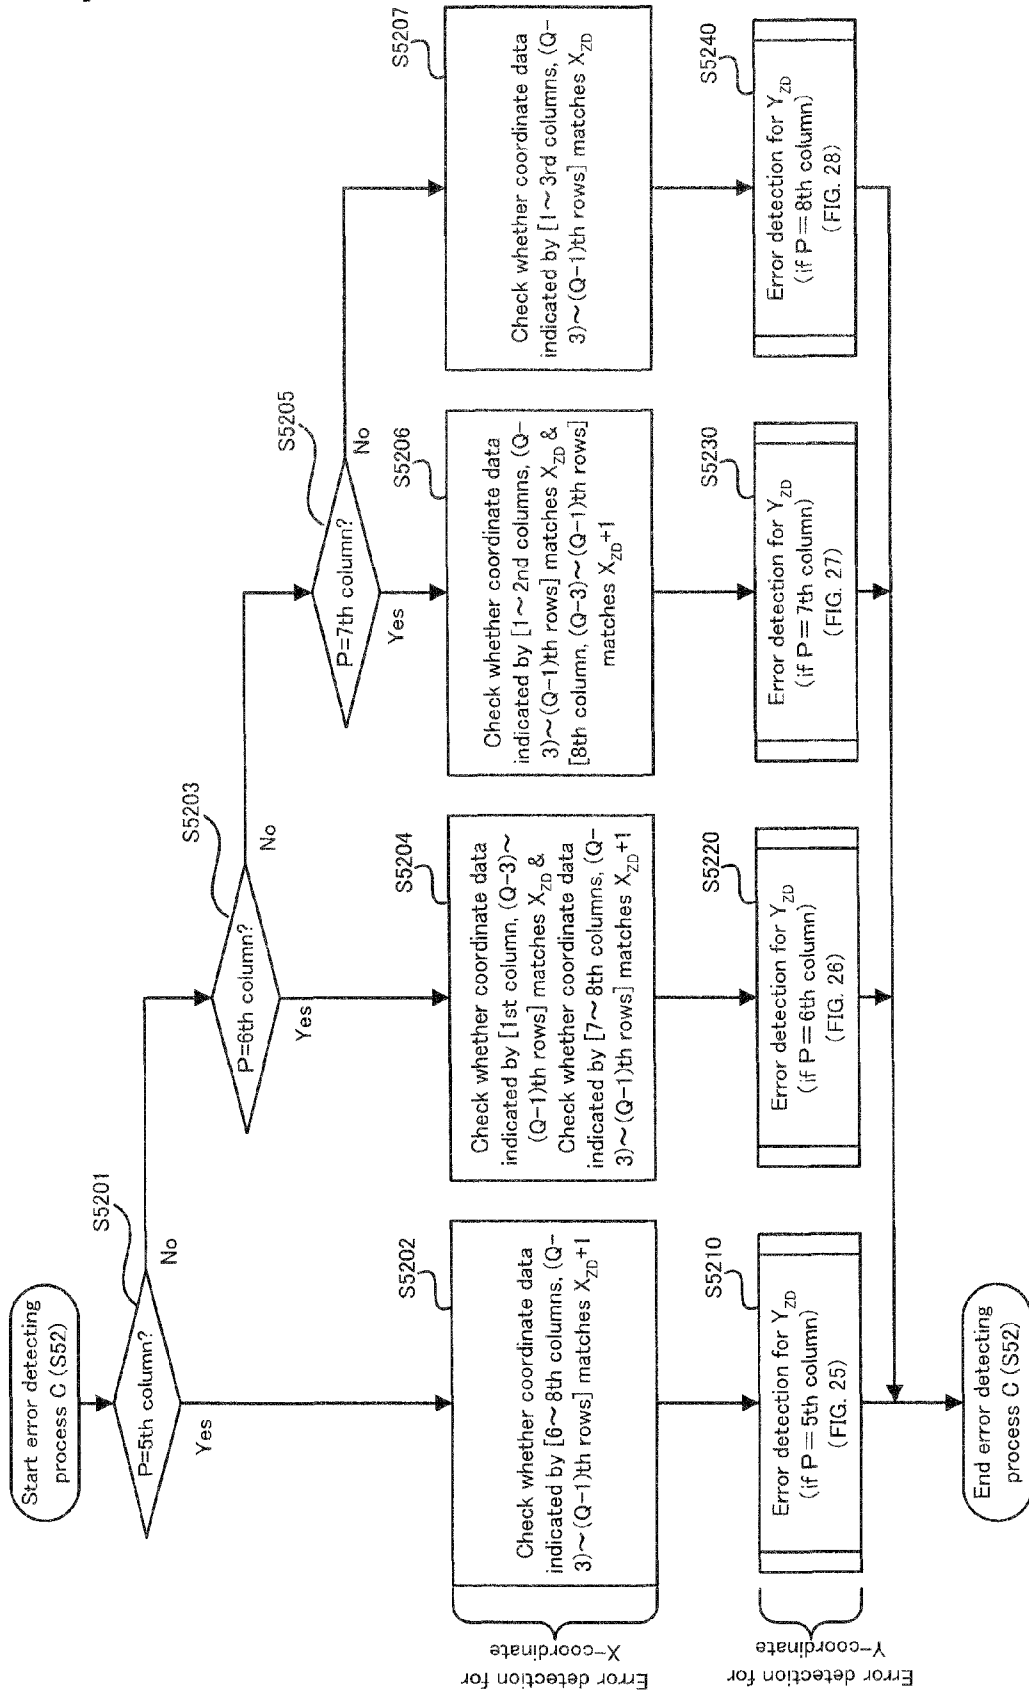 Start error detecting
process C (S52)
S5201
P=5th column?
Yes
No
S5203
P=6th column?
Yes
No
S5205
P=7th column?
Yes
No
Error detection for
X-coordinate
S5202
Check whether coordinate data
indicated by [6~8th columns, (Q-
3)~(Q-1)th rows] matches X_ZD+1
S5204
Check whether coordinate data
indicated by [1st column, (Q-3)~
(Q-1)th rows] matches X_ZD &
Check whether coordinate data
indicated by [7~8th columns, (Q-
3)~(Q-1)th rows] matches X_ZD+1
S5206
Check whether coordinate data
indicated by [1~2nd columns, (Q-
3)~(Q-1)th rows] matches X_ZD &
[8th column, (Q-3)~(Q-1)th rows]
matches X_ZD+1
S5207
Check whether coordinate data
indicated by [1~3rd columns, (Q-
3)~(Q-1)th rows] matches X_ZD
Error detection for
Y-coordinate
S5210
Error detection for Y_ZD
(if P=5th column)
(FIG. 25)
S5220
Error detection for Y_ZD
(if P=6th column)
(FIG. 26)
S5230
Error detection for Y_ZD
(if P=7th column)
(FIG. 27)
S5240
Error detection for Y_ZD
(if P=8th column)
(FIG. 28)
End error detecting
process C (S52)